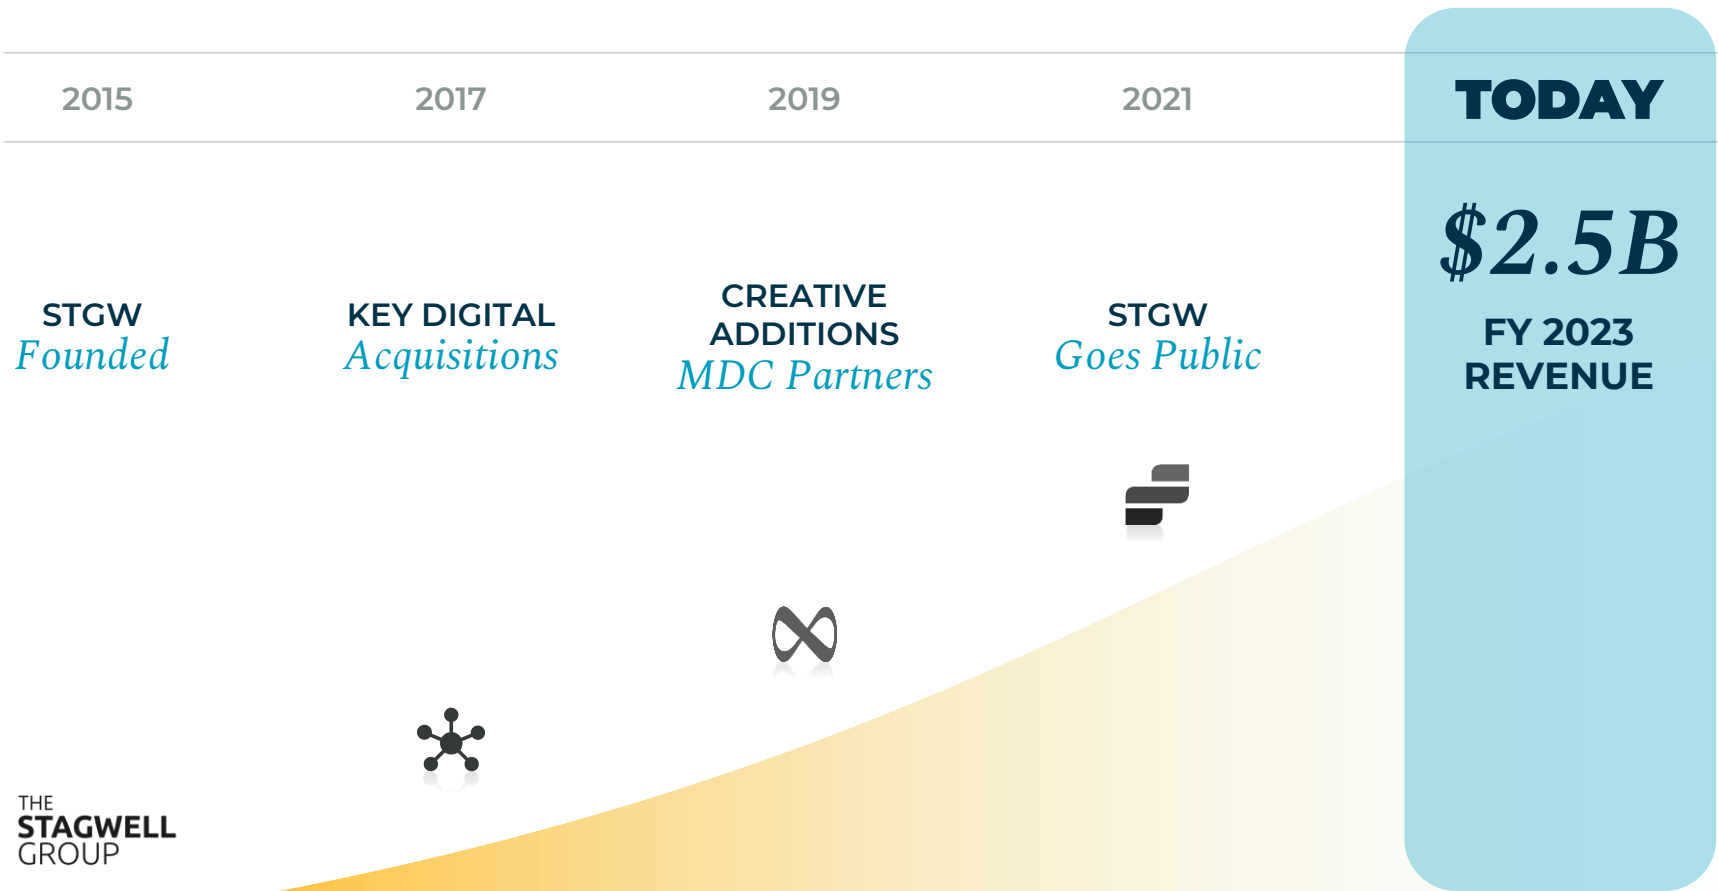 2015
2017
2019
2021
TODAY
STGW
Founded
KEY DIGITAL
Acquisitions
CREATIVE
ADDITIONS
MDC Partners
STGW
Goes Public
$2.5B
FY 2023
REVENUE
THE
STAGWELL
GROUP